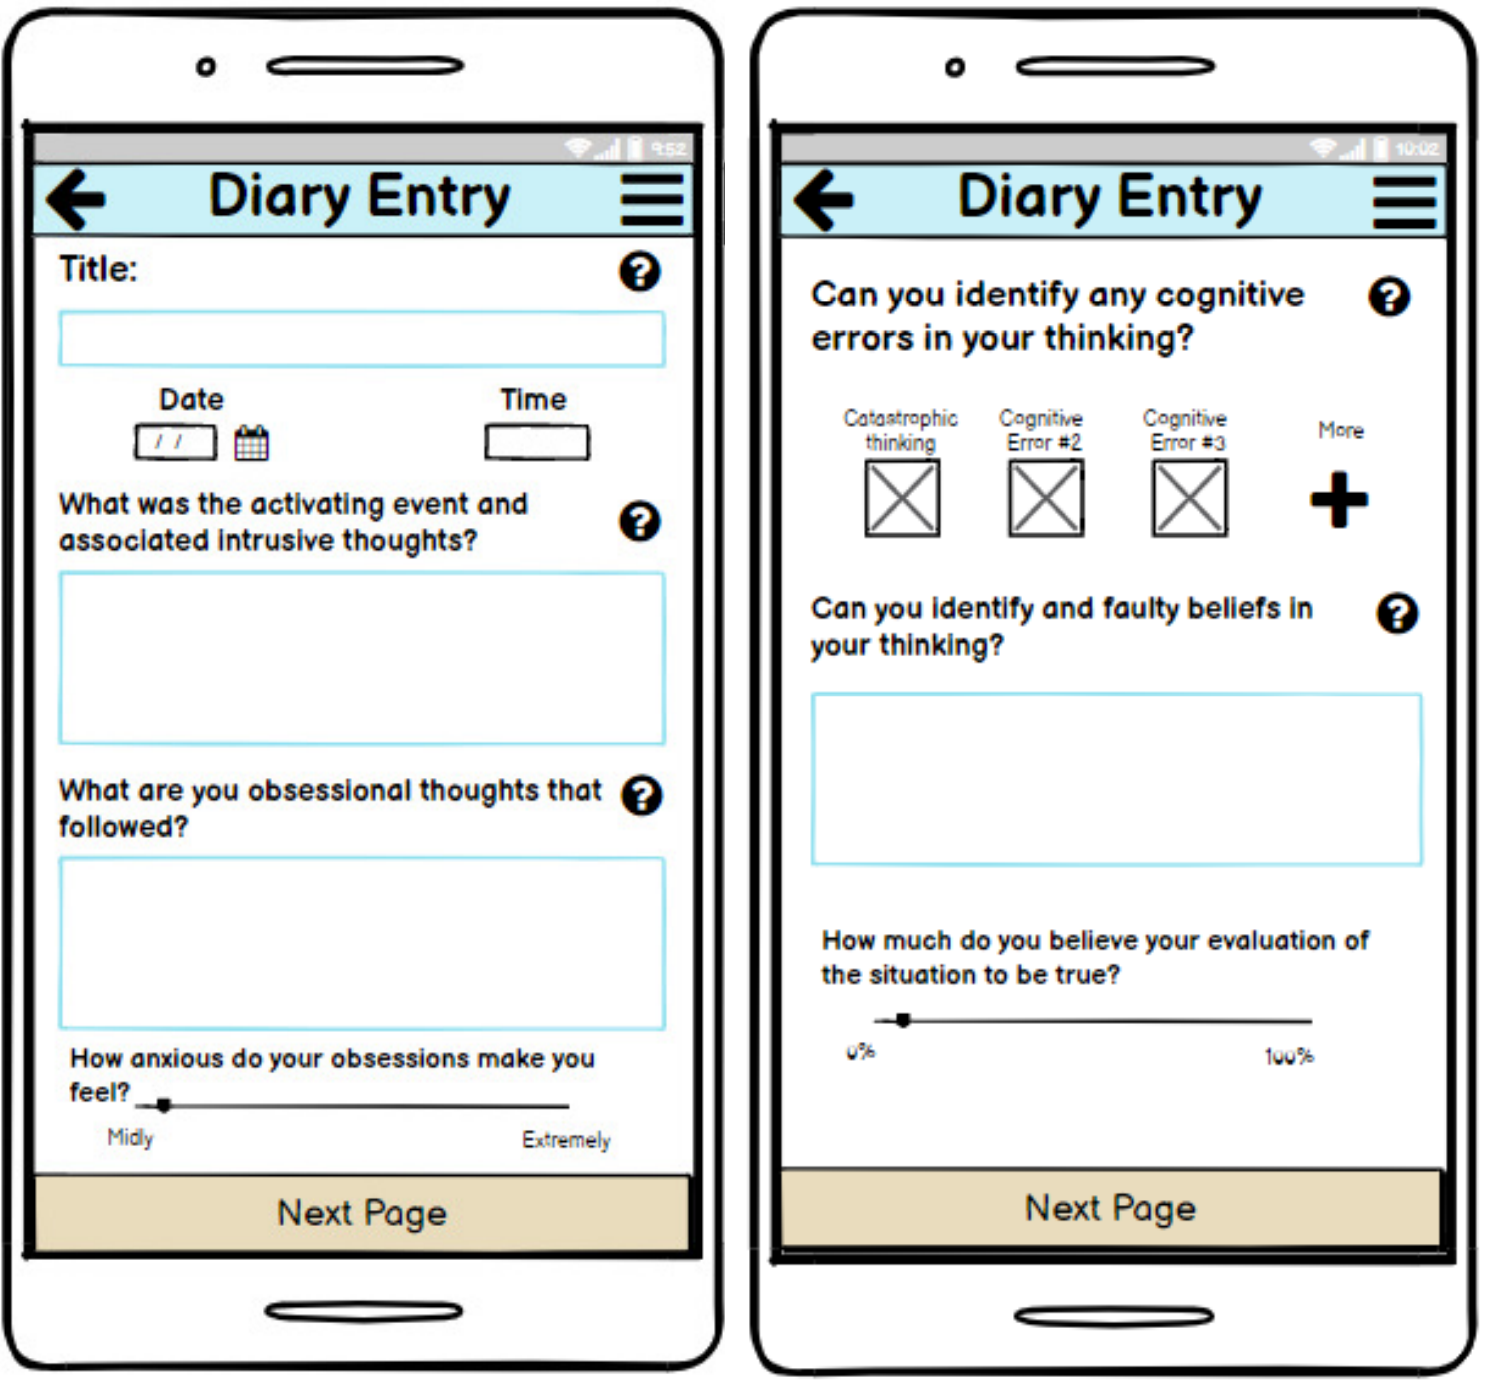 9:52
Diary Entry
Title:
?
Date
Time
/ /
What was the activating event and
associated intrusive thoughts?
?
What are you obsessional thoughts that
followed?
?
How anxious do your obsessions make you
feel?
Midly
Extremely
Next Page
10:02
Diary Entry
Can you identify any cognitive
errors in your thinking?
?
Catastrophic
thinking
Cognitive
Error #2
Cognitive
Error #3
More
Can you identify and faulty beliefs in
your thinking?
?
How much do you believe your evaluation of
the situation to be true?
0%
100%
Next Page